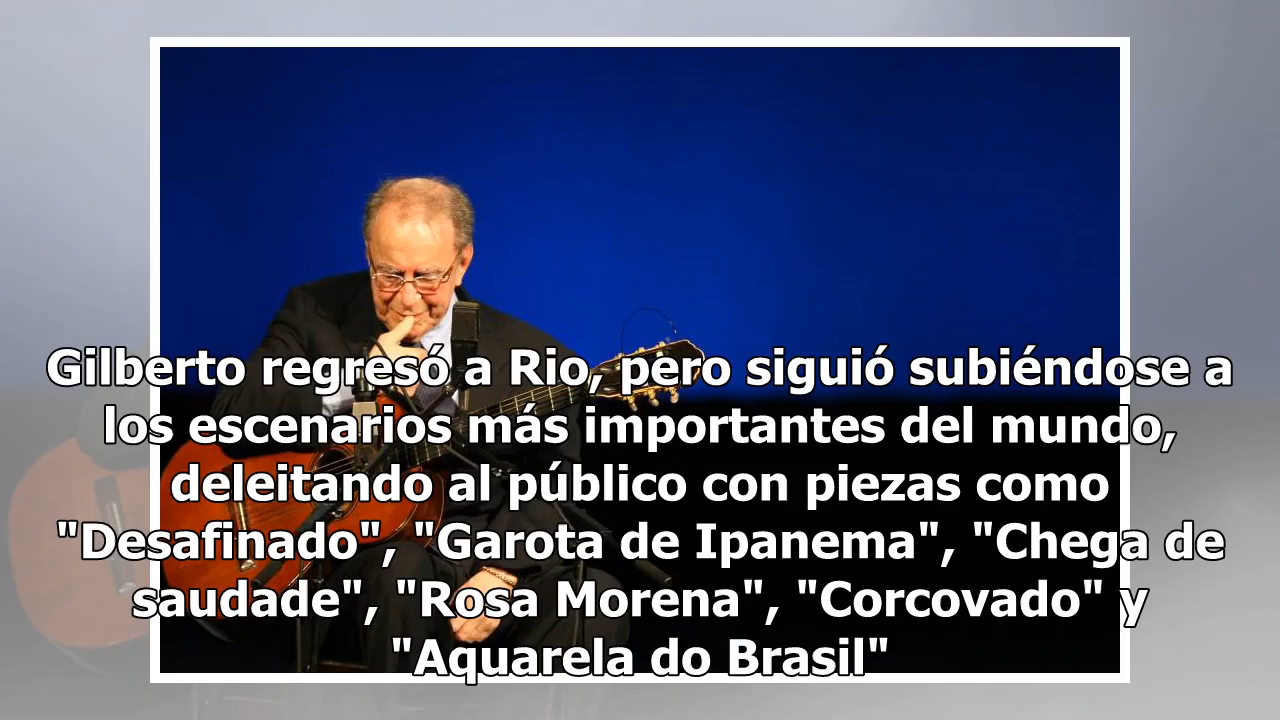 Gilberto regresó a Rio, pero siguió subiéndose a
los escenarios más importantes del mundo,
deleitando al público con piezas como
"Desafinado", "Garota de Ipanema", "Chega de
saudade", "Rosa Morena", "Corcovado" y
"Aquarela do Brasil"